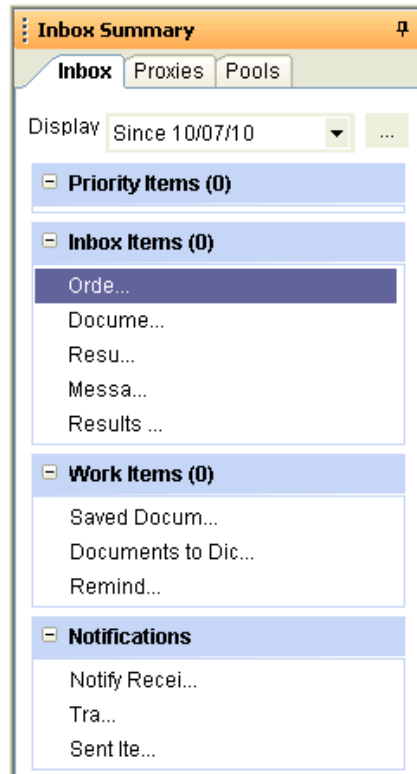 Inbox Summary
Inbox Proxies Pools
Display Since 10/07/10 ...
Priority Items (0)
Inbox Items (0)
Orde...
Docume...
Resu...
Messa...
Results ...
Work Items (0)
Saved Docum...
Documents to Dic...
Remind...
Notifications
Notify Recei...
Tra...
Sent Ite...